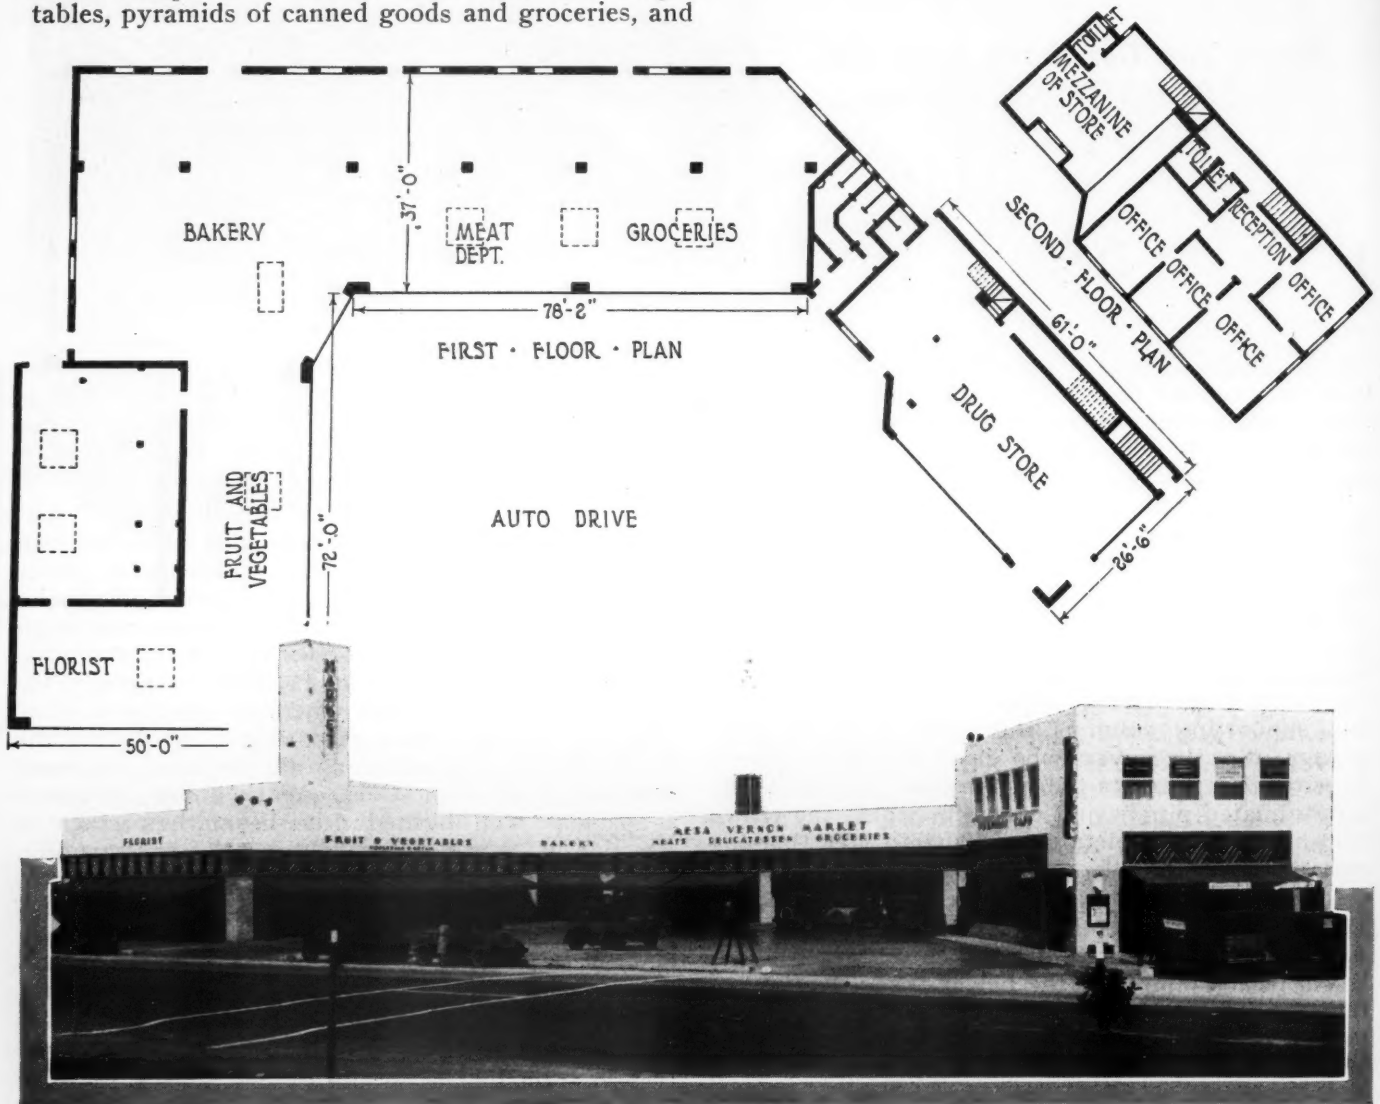 tables, pyramids of canned goods and groceries, and
TOILET
MEZZANINE
OF STORE
TOILET
RECEPTION
OFFICE
OFFICE
OFFICE
OFFICE
SECOND · FLOOR · PLAN
BAKERY
37'-0"
MEAT
DEPT.
GROCERIES
78'-2"
FIRST · FLOOR · PLAN
61'-0"
DRUG STORE
26'-6"
FRUIT AND
VEGETABLES
72'-0"
AUTO DRIVE
FLORIST
50'-0"
MARKET
FLORIST
FRUIT & VEGETABLES
BAKERY
MESA VERNON MARKET
MEATS DELICATESSEN GROCERIES